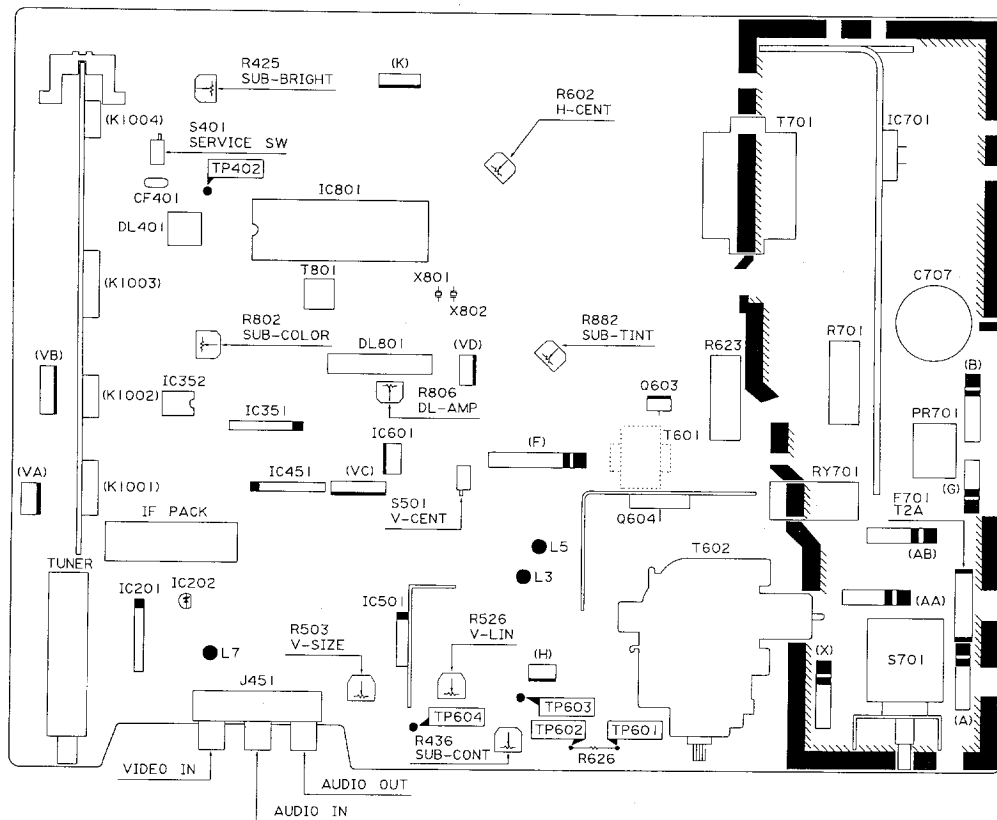 R425
SUB-BRIGHT
(K)
R602
H-CENT
T701
IC701
(K1004)
S401
SERVICE SW
TP402
CF401
IC801
DL401
T801
X801
X802
(K1003)
C707
R802
SUB-COLOR
DL801
(VD)
R882
SUB-TINT
R623
R701
(VB)
(K1002)
IC352
R806
DL-AMP
Q603
(B)
IC351
PR701
T601
IC601
(F)
(VA)
(K1001)
IC451
(VC)
S501
V-CENT
Q604
RY701
(G)
F701
T2A
IF PACK
L5
(AB)
TUNER
L3
T602
IC201
IC202
IC501
(AA)
R503
V-SIZE
R526
V-LIN
L7
(H)
(X)
S701
J451
TP604
TP603
(A)
R436
SUB-CONT
TP602
TP601
R626
VIDEO IN
AUDIO OUT
AUDIO IN